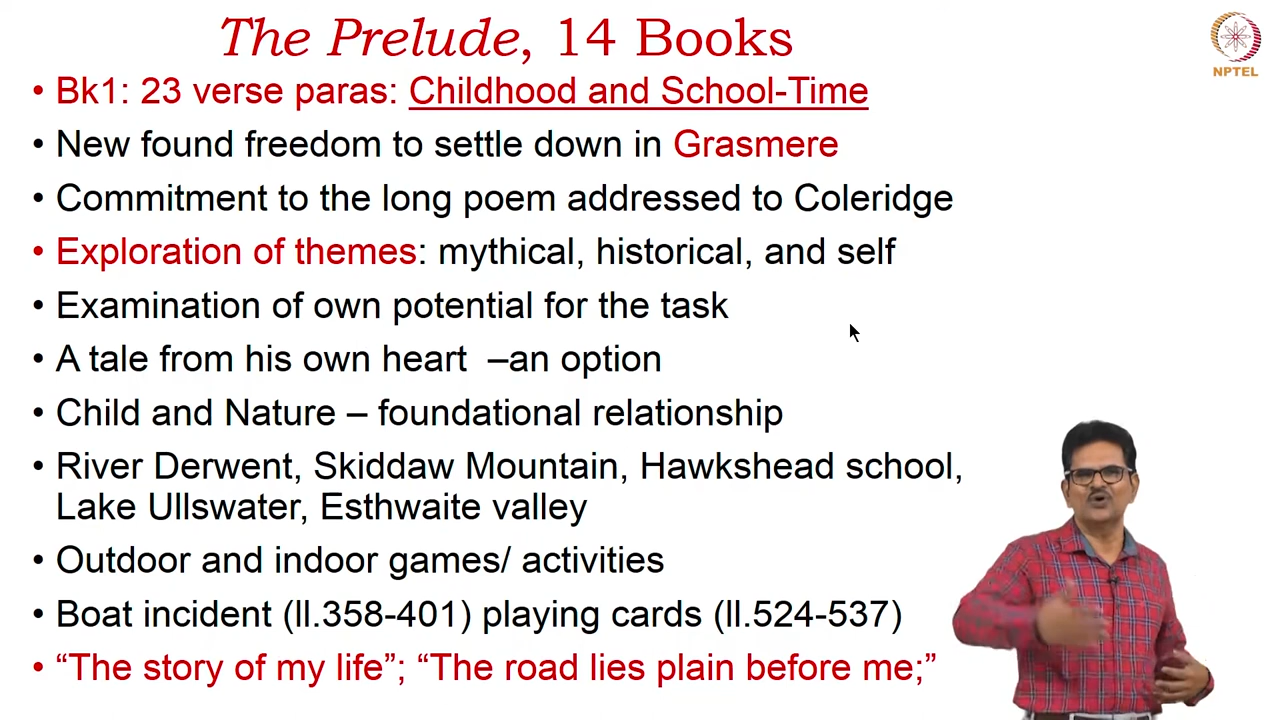 The Prelude, 14 Books
NPTEL
• Bk1: 23 verse paras: Childhood and School-Time
• New found freedom to settle down in Grasmere
• Commitment to the long poem addressed to Coleridge
• Exploration of themes: mythical, historical, and self
• Examination of own potential for the task
• A tale from his own heart –an option
• Child and Nature – foundational relationship
• River Derwent, Skiddaw Mountain, Hawkshead school,
Lake Ullswater, Esthwaite valley
• Outdoor and indoor games/ activities
• Boat incident (ll.358-401) playing cards (ll.524-537)
• “The story of my life”; “The road lies plain before me;”